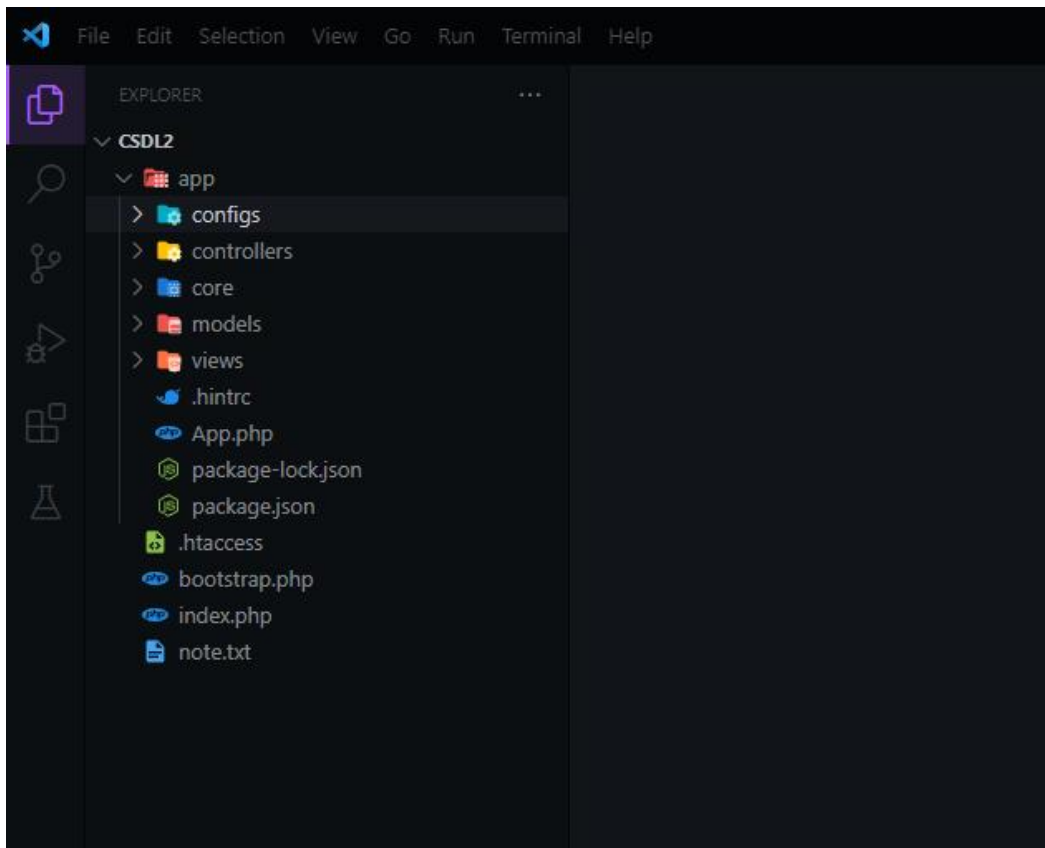 File Edit Selection View Go Run Terminal Help
EXPLORER
CSDL2
app
configs
controllers
core
models
views
.hintrc
App.php
package-lock.json
package.json
.htaccess
bootstrap.php
index.php
note.txt